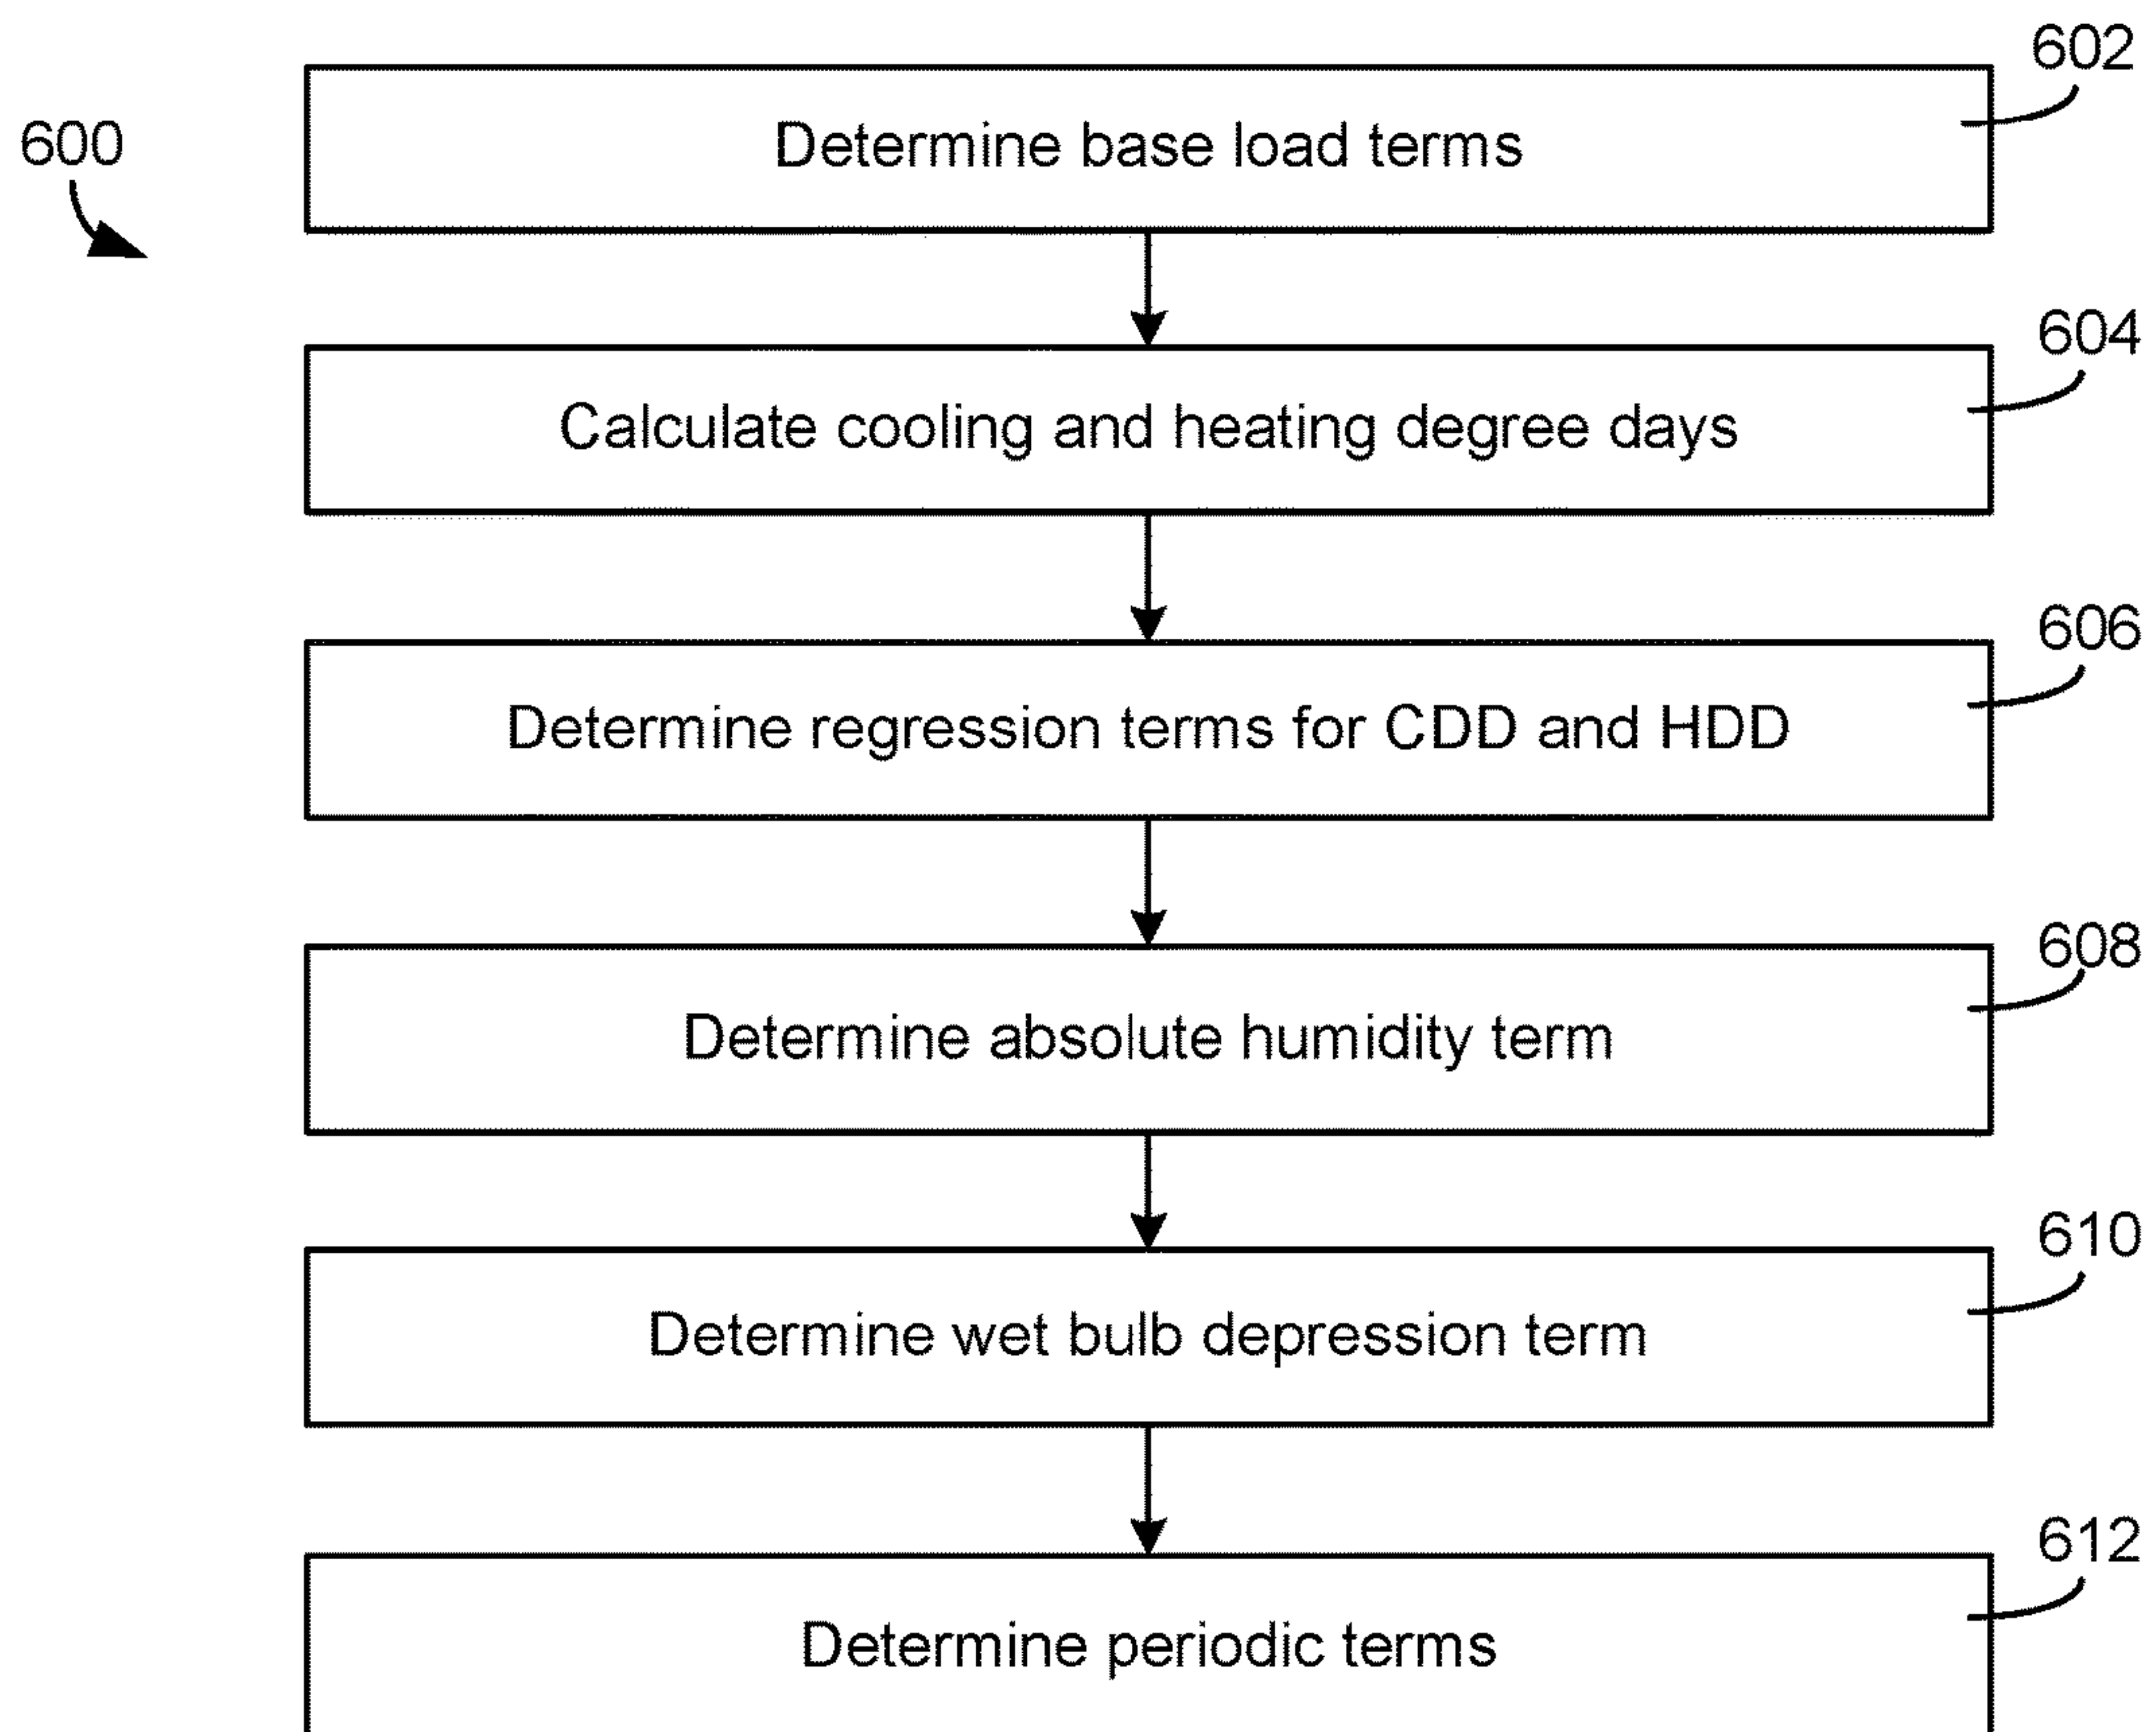 602
600
Determine base load terms
604
Calculate cooling and heating degree days
606
Determine regression terms for CDD and HDD
608
Determine absolute humidity term
610
Determine wet bulb depression term
612
Determine periodic terms